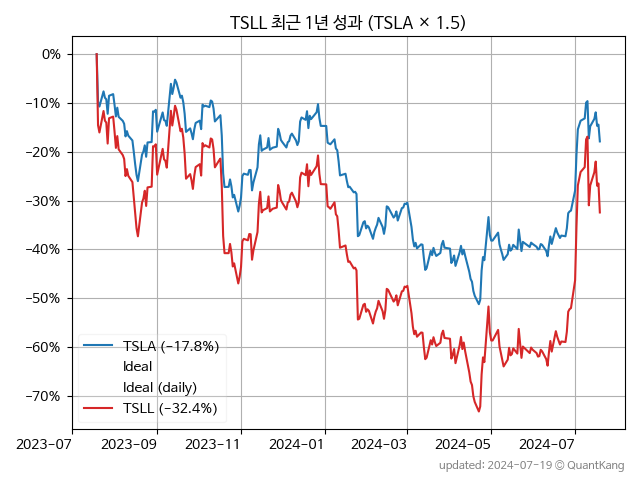 TSLL 최근 1년 성과 (TSLA × 1.5)
0%
−10%
−20%
−30%
−40%
−50%
−60%
−70%
TSLA (−17.8%)
Ideal
Ideal (daily)
TSLL (−32.4%)
2023-07 2023-09 2023-11 2024-01 2024-03 2024-05 2024-07
updated: 2024-07-19 © QuantKang